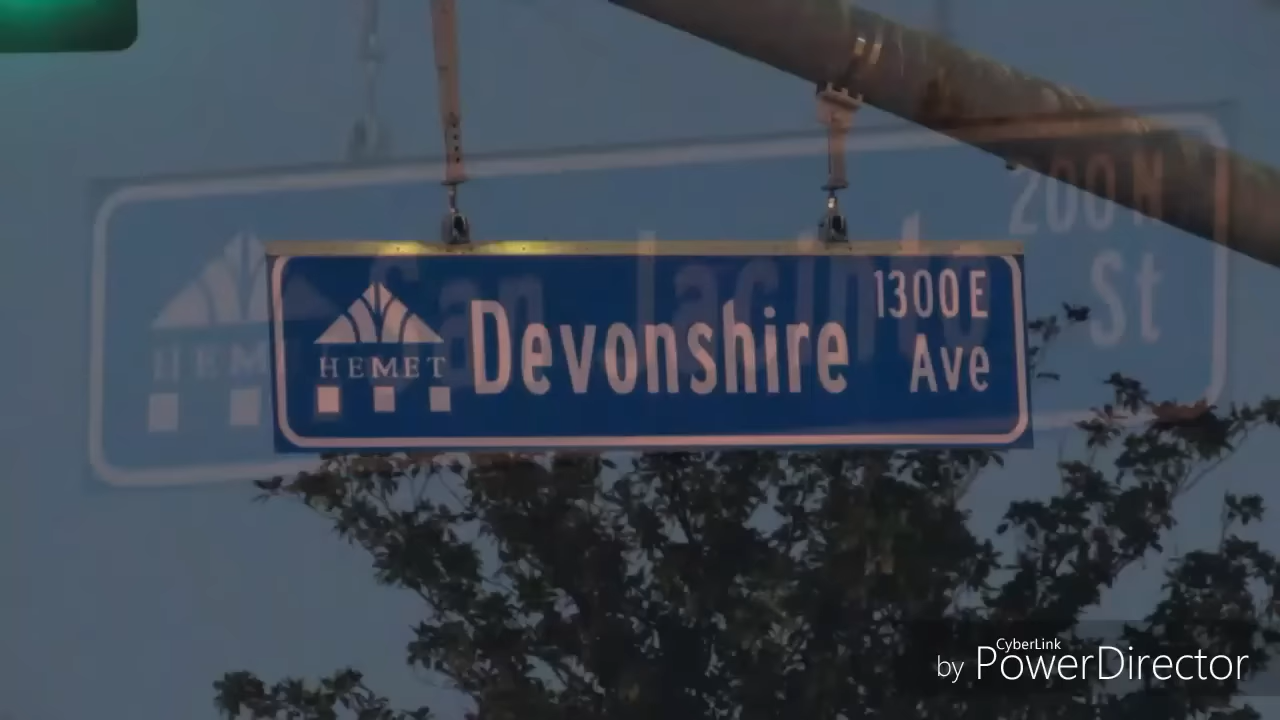 200 N
San Jacinto St
HEMET
1300 E
HEMET Devonshire Ave
CyberLink
by PowerDirector